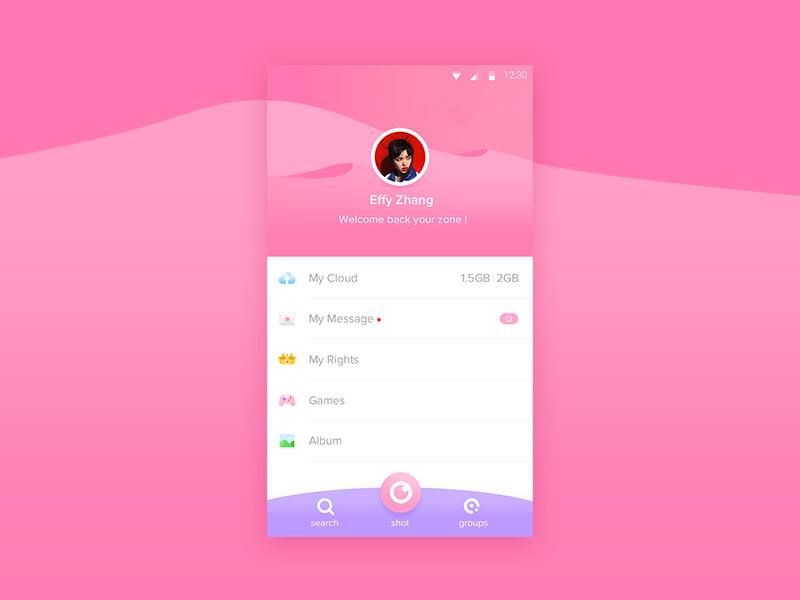 12:30
Effy Zhang
Welcome back your zone !
My Cloud 1.5GB | 2GB
My Message 12
My Rights
Games
Album
search shot groups